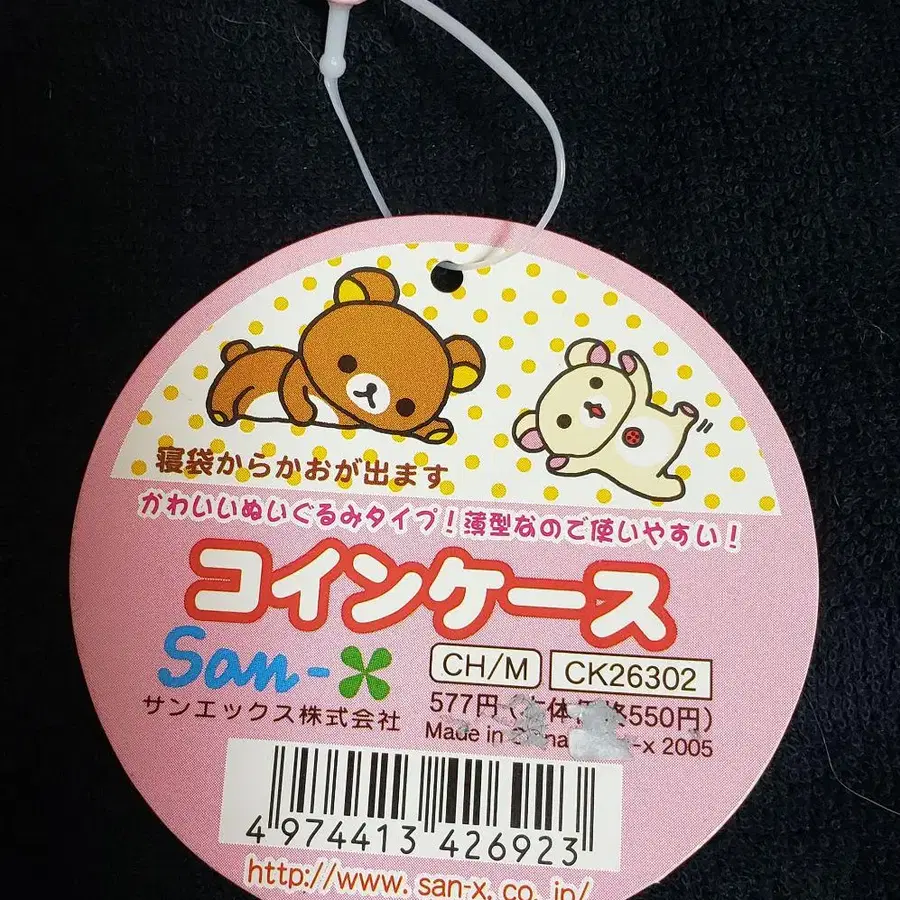 寝袋からかおが出ます
かわいいぬいぐるみタイプ!薄型なので使いやすい!
コインケース
San-x
CH/M CK26302
サンエックス株式会社
577円( 550円)
Made in -x 2005
4 974413 426923
http://www.san-x.co.jp/